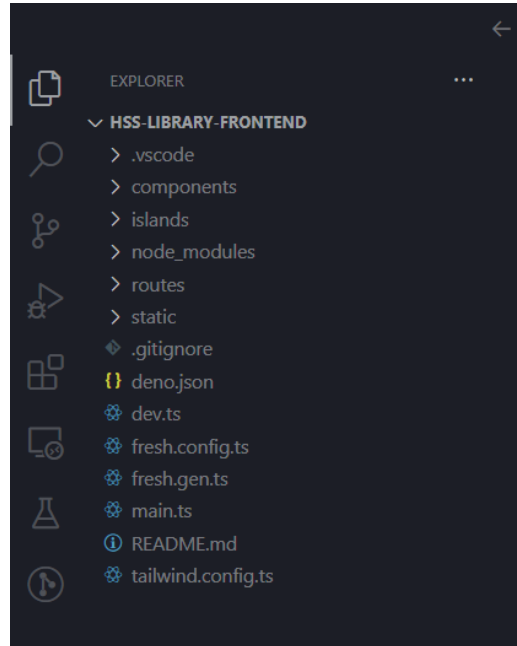 EXPLORER
HSS-LIBRARY-FRONTEND
.vscode
components
islands
node_modules
routes
static
.gitignore
deno.json
dev.ts
fresh.config.ts
fresh.gen.ts
main.ts
README.md
tailwind.config.ts